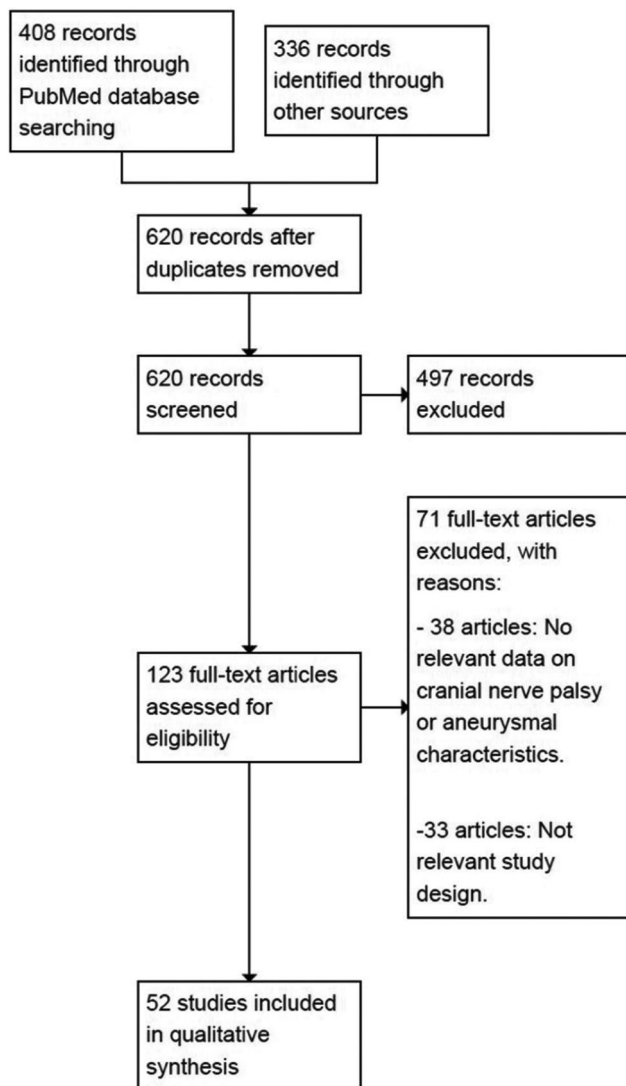 408 records
identified through
PubMed database
searching
336 records
identified through
other sources
620 records after
duplicates removed
620 records
screened
497 records
excluded
71 full-text articles
excluded, with
reasons:
- 38 articles: No
relevant data on
cranial nerve palsy
or aneurysmal
characteristics.
-33 articles: Not
relevant study
design.
123 full-text articles
assessed for
eligibility
52 studies included
in qualitative
synthesis